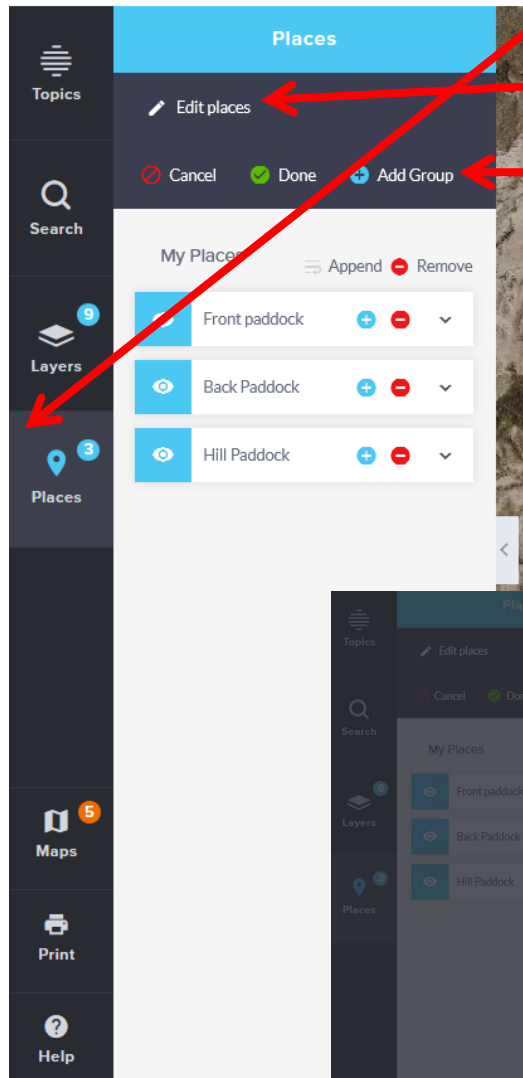 Places
Topics
Edit places
Cancel Done Add Group
Search
My Places Append Remove
9
Front paddock
Layers
Back Paddock
3
Hill Paddock
Places
Topics
Edit places
Cancel
Search
My Places
9
Front paddock
Layers
Back Paddock
3
Hill Paddock
Places
5
Maps
Print
?
Help